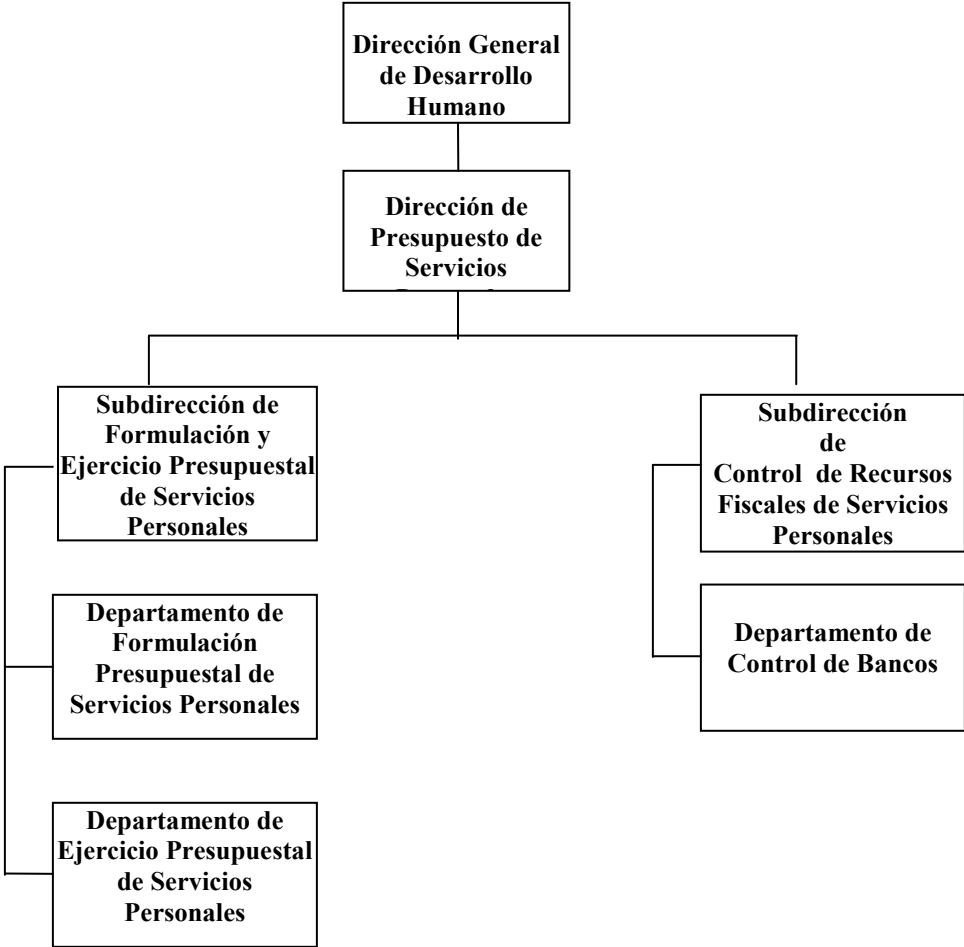 Dirección General
de Desarrollo
Humano
Dirección de
Presupuesto de
Servicios
Subdirección de
Formulación y
Ejercicio Presupuestal
de Servicios
Personales
Departamento de
Formulación
Presupuestal de
Servicios Personales
Departamento de
Ejercicio Presupuestal
de Servicios
Personales
Subdirección
de
Control de Recursos
Fiscales de Servicios
Personales
Departamento de
Control de Bancos